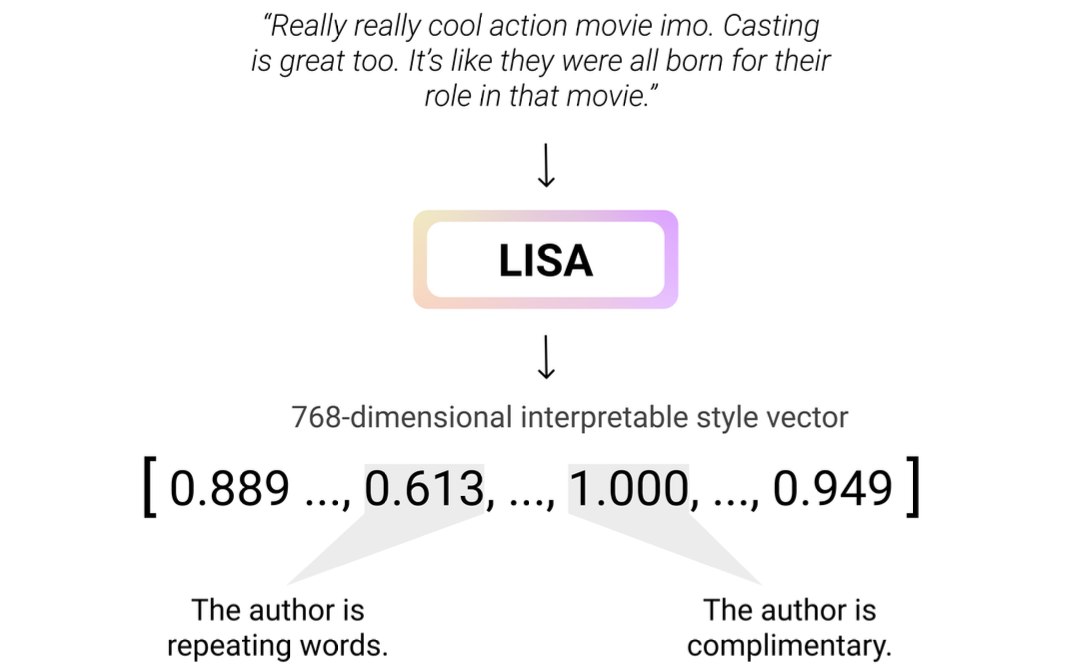 “Really really cool action movie imo. Casting
is great too. It’s like they were all born for their
role in that movie.”
LISA
768-dimensional interpretable style vector
[ 0.889 ..., 0.613, ..., 1.000, ..., 0.949 ]
The author is
repeating words.
The author is
complimentary.